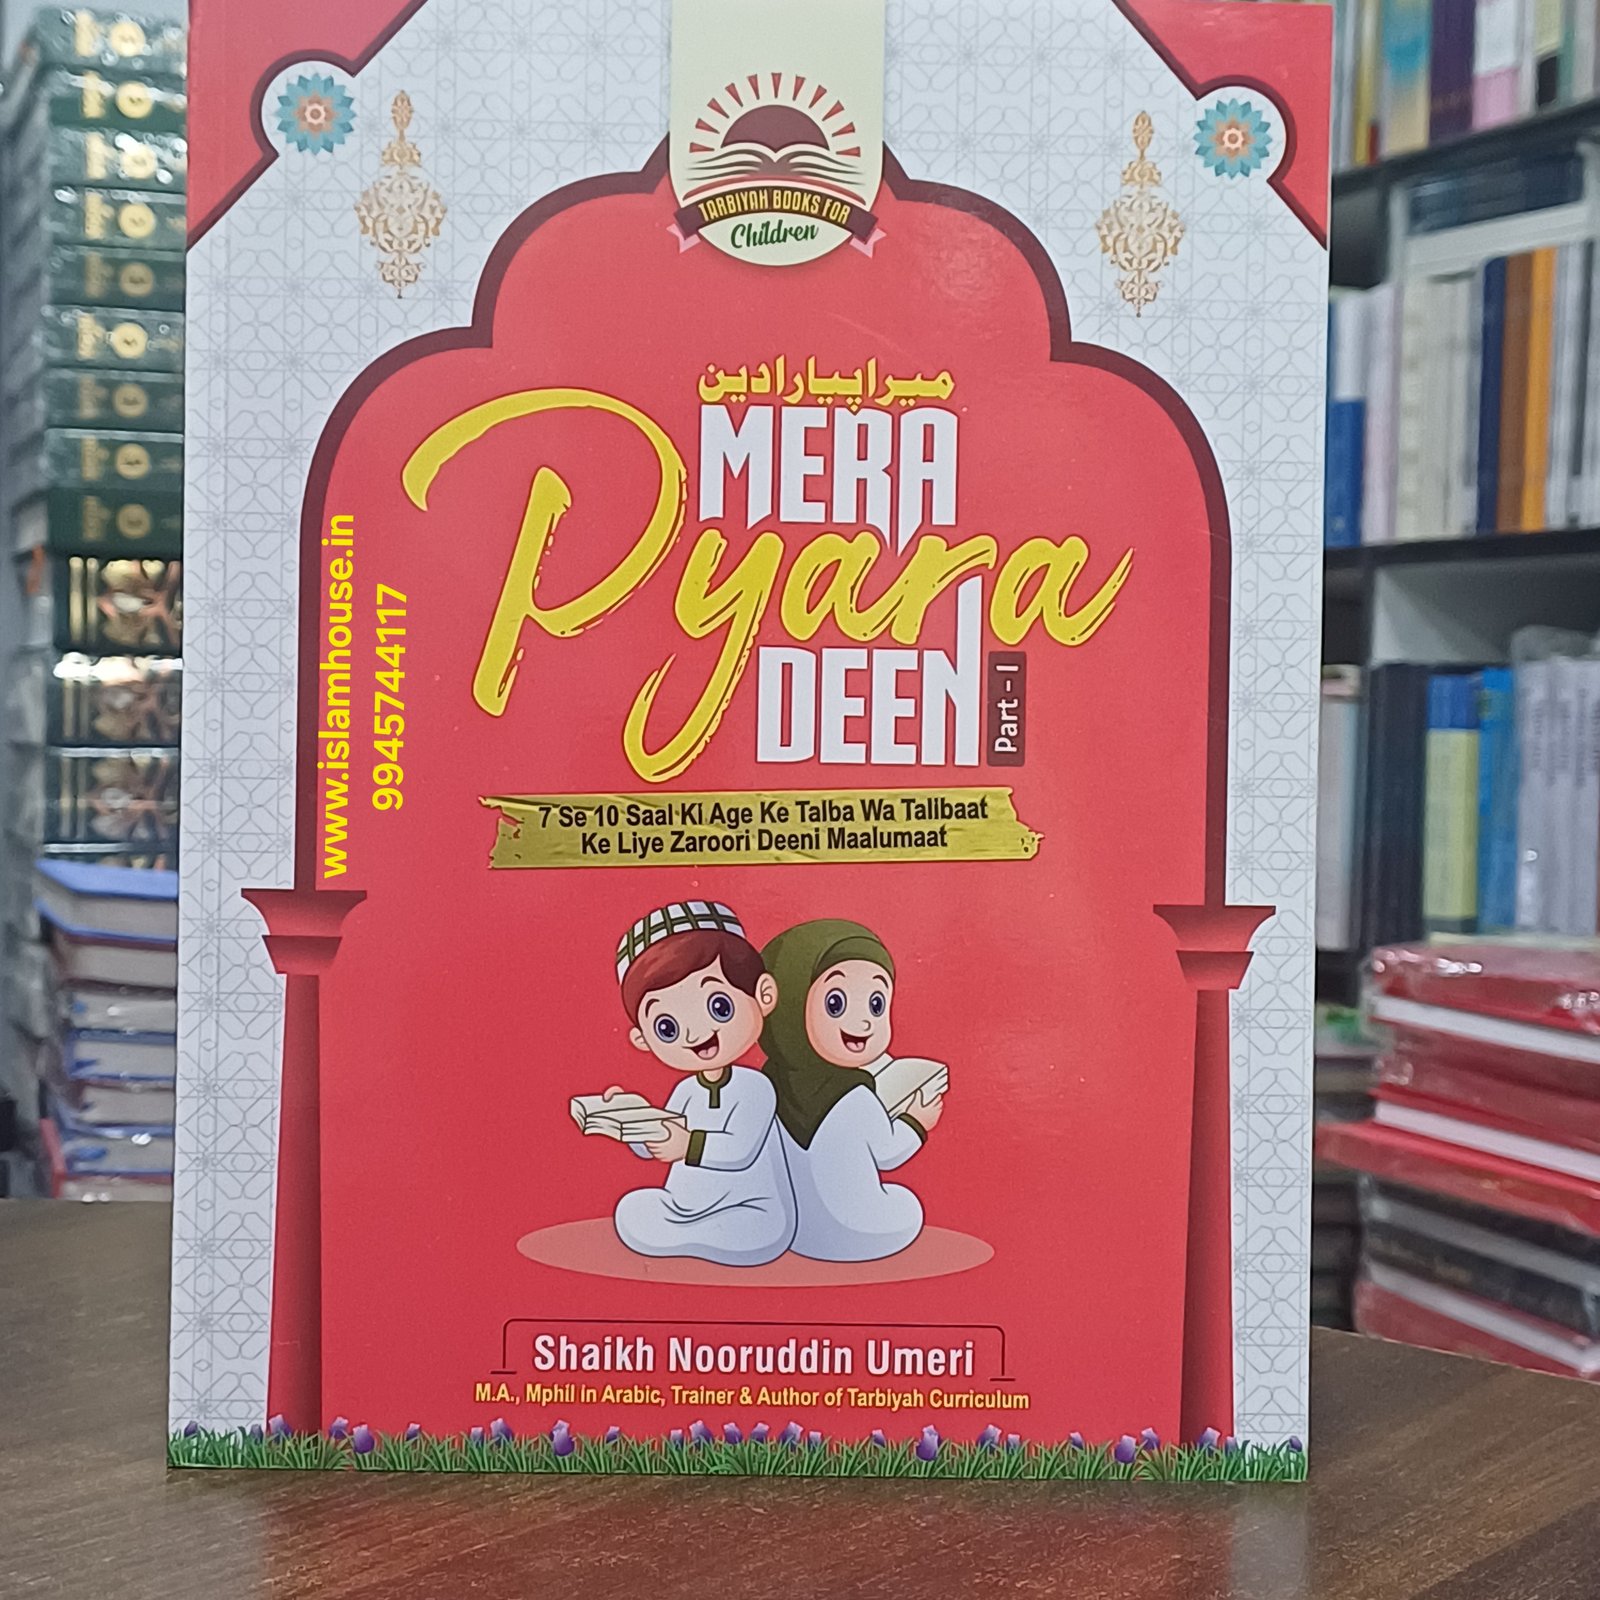 TARBIYAH BOOKS FOR
Children
میرا پیارا دین
MERA
Pyara
DEEN
Part - I
7 Se 10 Saal Ki Age Ke Talba Wa Talibaat
Ke Liye Zaroori Deeni Maalumaat
www.islamhouse.in
9945744117
Shaikh Nooruddin Umeri
M.A., Mphil in Arabic, Trainer & Author of Tarbiyah Curriculum